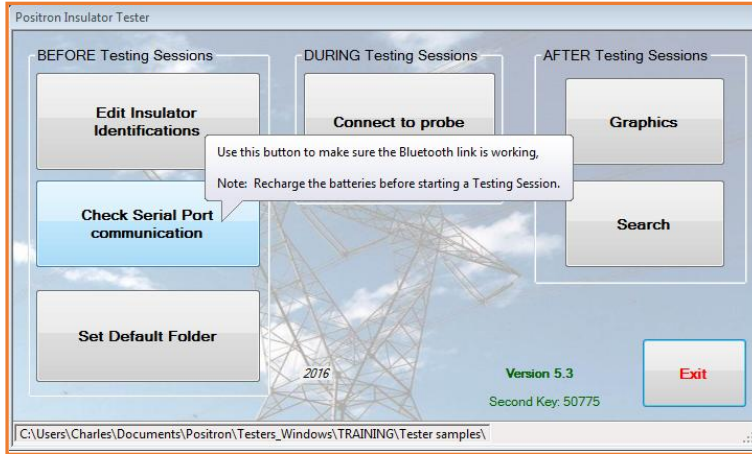 Positron Insulator Tester
BEFORE Testing Sessions
Edit Insulator
Identifications
Check Serial Port
communication
Set Default Folder
DURING Testing Sessions
Connect to probe
Use this button to make sure the Bluetooth link is working,
Note: Recharge the batteries before starting a Testing Session.
AFTER Testing Sessions
Graphics
Search
2016
Version 5.3
Second Key: 50775
Exit
C:\Users\Charles\Documents\Positron\Testers_Windows\TRAINING\Tester samples\